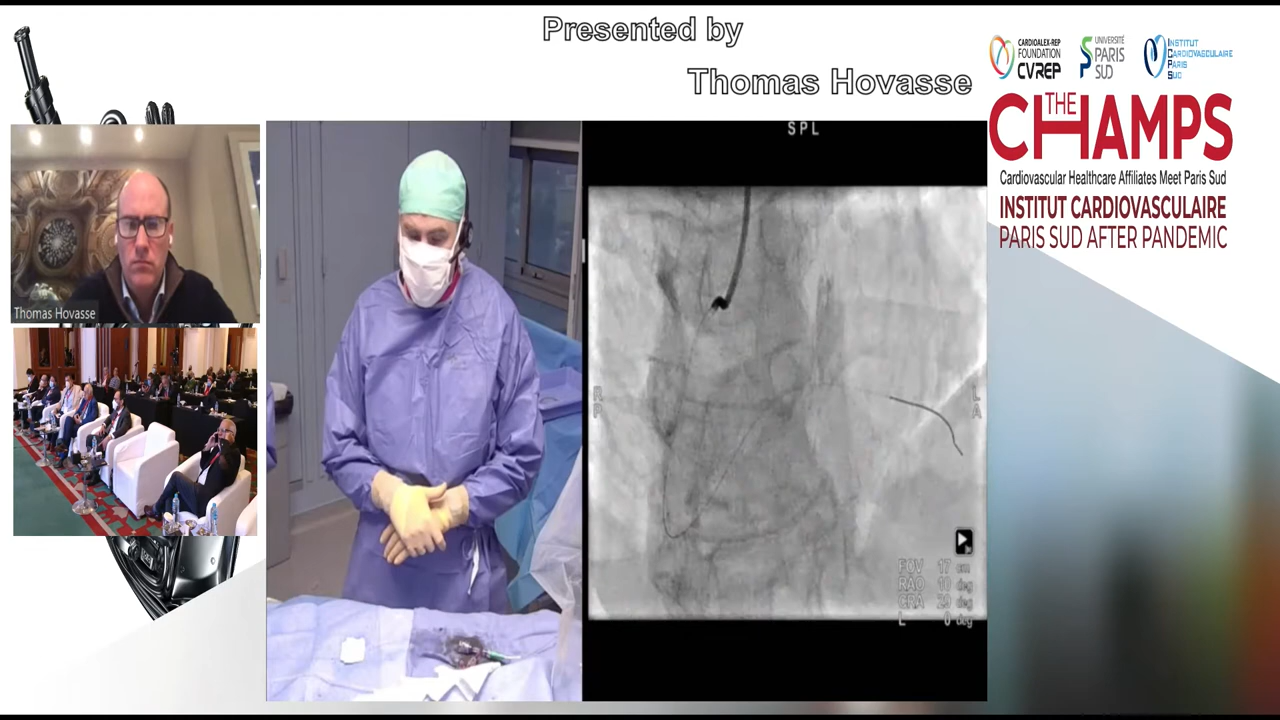 Presented by
Thomas Hovasse
CARDIOALEX-REP
FOUNDATION
CVREP
UNIVERSITÉ
PARIS
SUD
INSTITUT
CARDIOVASCULAIRE
PARIS
SUD
THE
CHAMPS
Cardiovascular Healthcare Affiliates Meet Paris Sud
INSTITUT CARDIOVASCULAIRE
PARIS SUD AFTER PANDEMIC
Thomas Hovasse
SPL
R
P
L
A
FOV 17 cm
RAO 10 deg
CRA 29 deg
L 0 deg